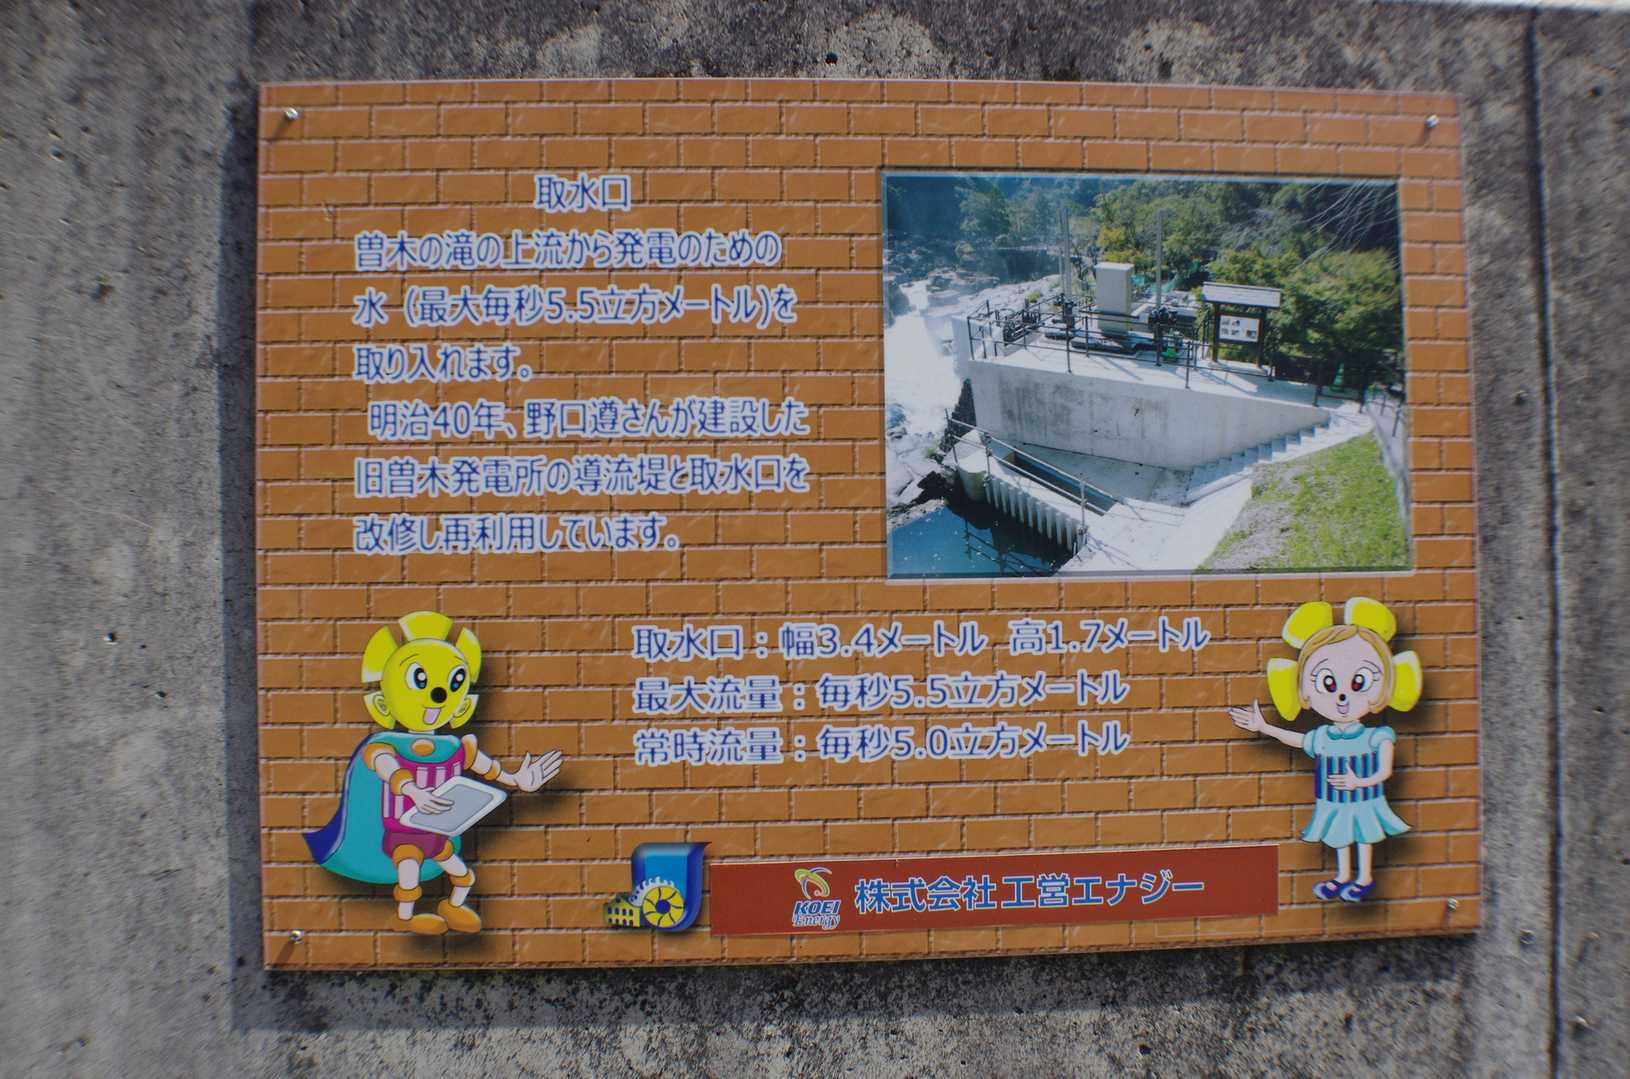 取水口
曽木の滝の上流から発電のための
水（最大毎秒5.5立方メートル)を
取り入れます。
明治40年、野口遵さんが建設した
旧曽木発電所の導流堤と取水口を
改修し再利用しています。
取水口：幅3.4メートル 高1.7メートル
最大流量：毎秒5.5立方メートル
常時流量：毎秒5.0立方メートル
KOEI
Energy
株式会社工営エナジー